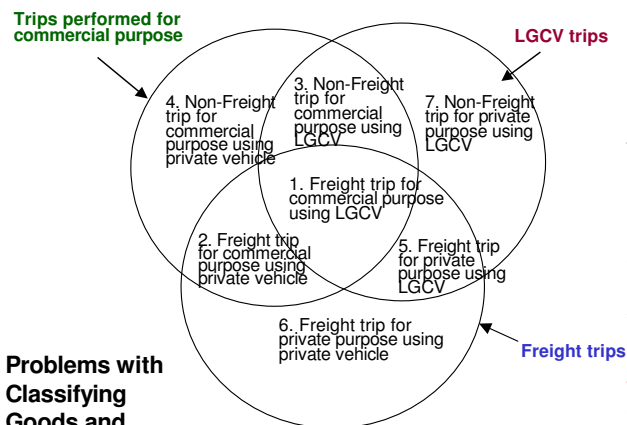 Trips performed for
commercial purpose
LGCV trips
4. Non-Freight
trip for
commercial
purpose using
private vehicle
3. Non-Freight
trip for
commercial
purpose using
LGCV
7. Non-Freight
trip for private
purpose using
LGCV
1. Freight trip for
commercial purpose
using LGCV
2. Freight trip
for commercial
purpose using
private vehicle
5. Freight trip
for private
purpose using
LGCV
6. Freight trip for
private purpose using
private vehicle
Freight trips
Problems with
Classifying
Goods and